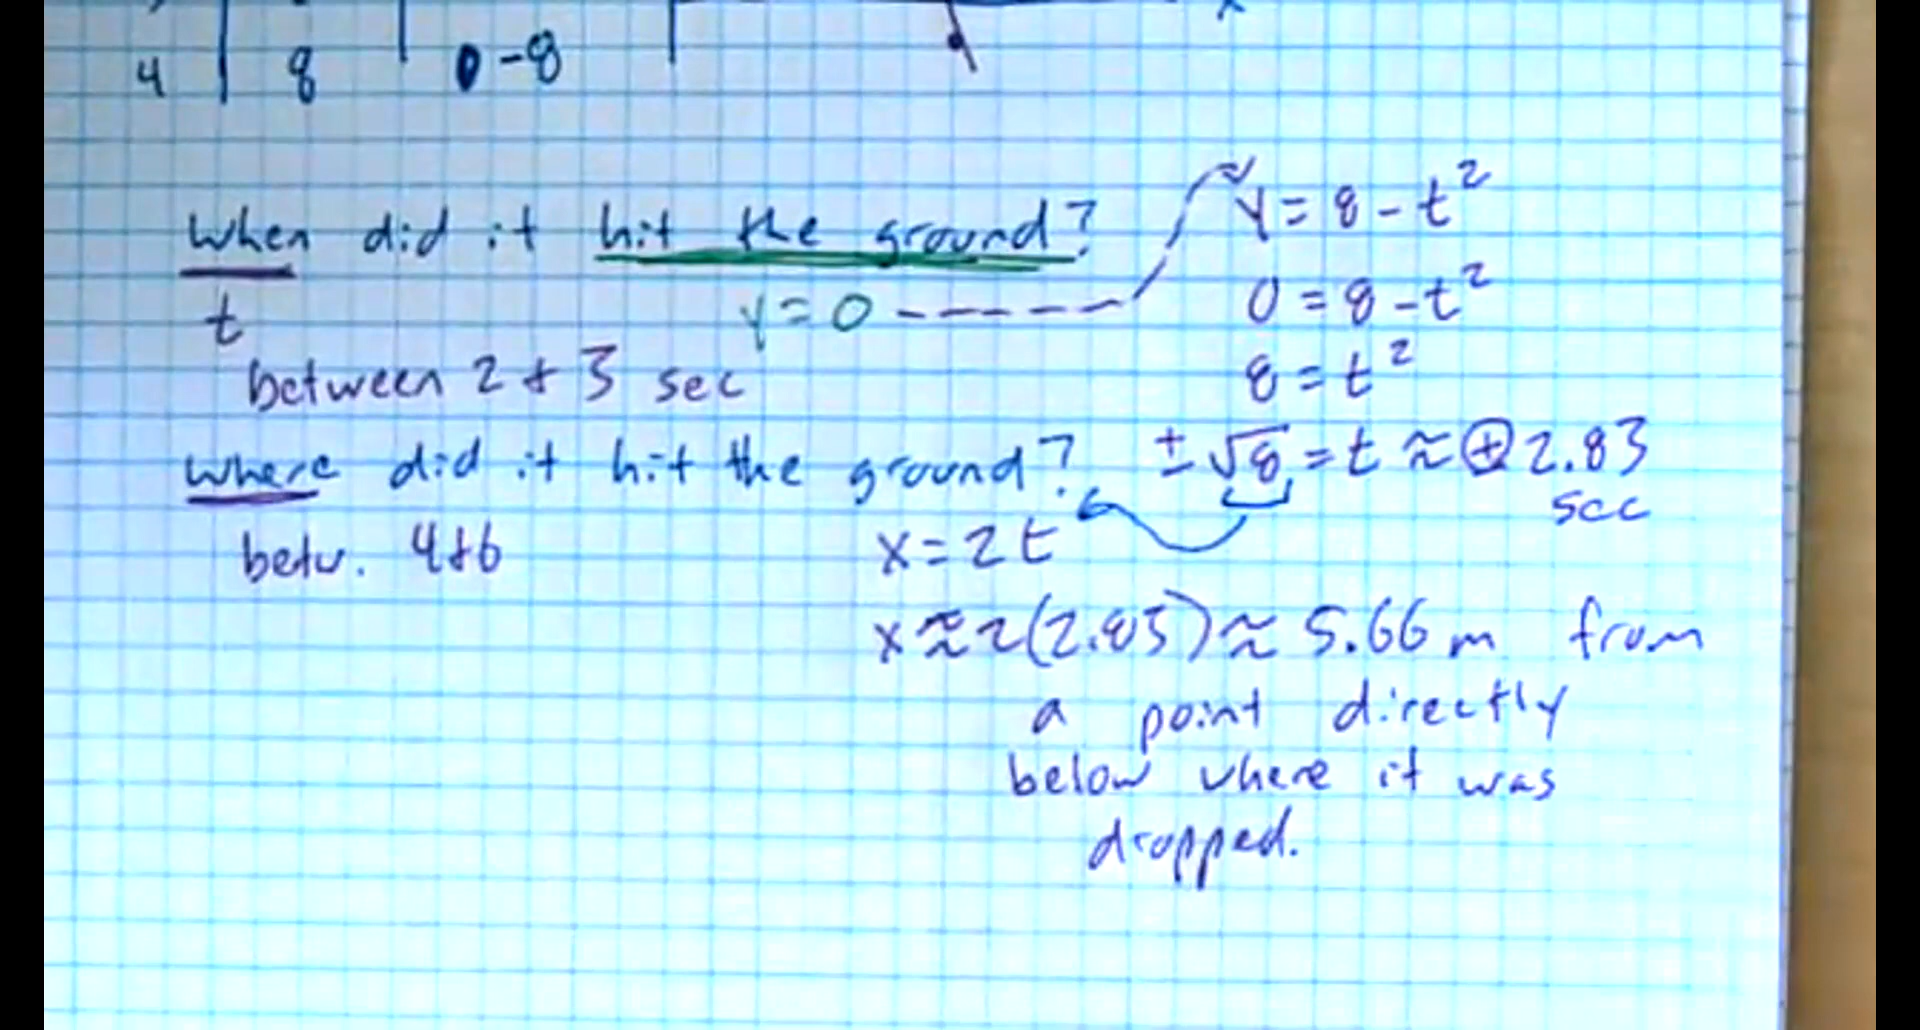 4 8 -8
x
When did it hit the ground?
t
y = 0
between 2 & 3 sec
where did it hit the ground?
betw. 4 & 6
y = 8 - t²
0 = 8 - t²
8 = t²
± √8 = t ≈ ⊕ 2.83
sec
x = 2t
x ≈ 2(2.83) ≈ 5.66 m from
a point directly
below where it was
dropped.